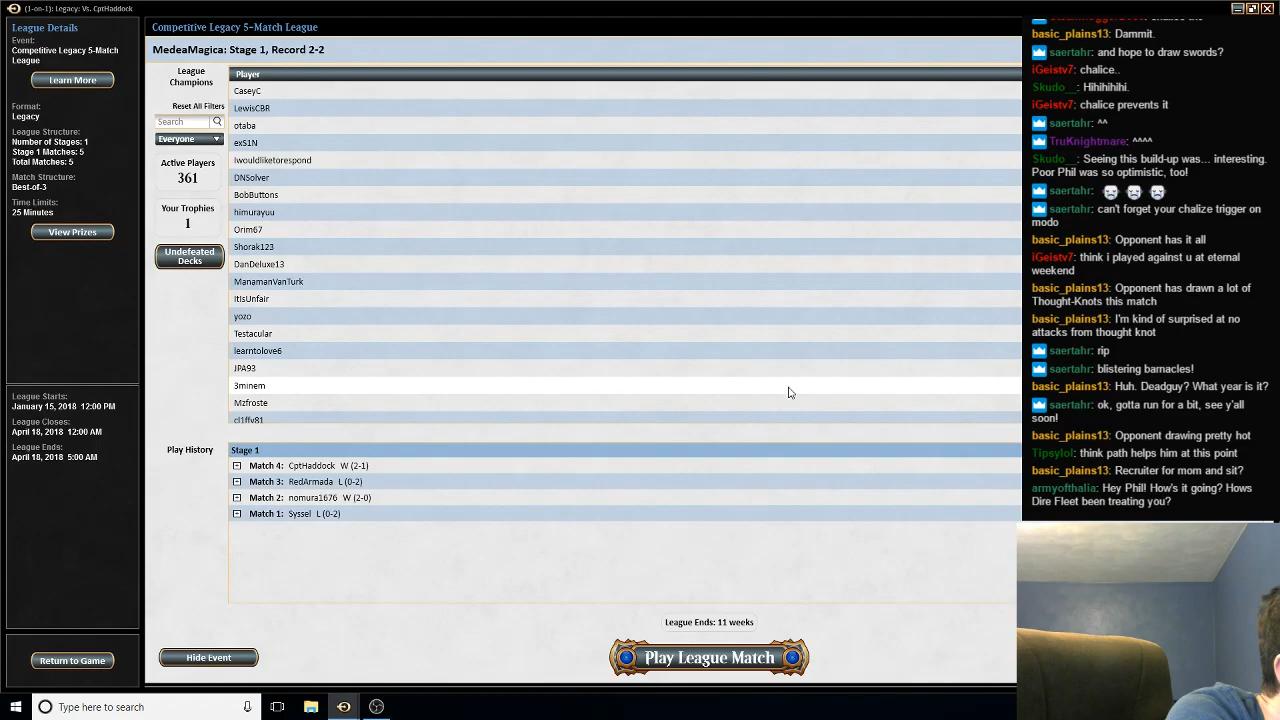 (1-on-1): Legacy: Vs. CptHaddock
League Details
Event:
Competitive Legacy 5-Match
League
Learn More
Format:
Legacy
League Structure:
Number of Stages: 1
Stage 1 Matches: 5
Total Matches: 5
Match Structure:
Best-of-3
Time Limits:
25 Minutes
View Prizes
League Starts:
January 15, 2018 12:00 PM
League Closes:
April 18, 2018 12:00 AM
League Ends:
April 18, 2018 5:00 AM
Return to Game
Competitive Legacy 5-Match League
MedeaMagica: Stage 1, Record 2-2
League
Champions
Reset All Filters
Search
Everyone
Active Players
361
Your Trophies
1
Undefeated
Decks
Player
CaseyC
LewisCBR
otaba
exS1N
Iwouldliketorespond
DNSolver
BobButtons
himurayuu
Orim67
Shorak123
DanDeluxe13
ManamanVanTurk
ItIsUnfair
yozo
Testacular
learntolove6
JPA93
3minem
Mzfroste
cl1ffy81
Play History
Stage 1
Match 4: CptHaddock W (2-1)
Match 3: RedArmada L (0-2)
Match 2: nomura1676 W (2-0)
Match 1: Syssel L (0-2)
League Ends: 11 weeks
Hide Event
Play League Match
basic_plains13: Dammit.
saertahr: and hope to draw swords?
iGeistv7: chalice..
Skudo__: Hihihihihi.
iGeistv7: chalice prevents it
saertahr: ^^
TruKnightmare: ^^^^
Skudo__: Seeing this build-up was... interesting.
Poor Phil was so optimistic, too!
saertahr:
saertahr: can't forget your chalize trigger on
modo
basic_plains13: Opponent has it all
iGeistv7: think i played against u at eternal
weekend
basic_plains13: Opponent has drawn a lot of
Thought-Knots this match
basic_plains13: I'm kind of surprised at no
attacks from thought knot
saertahr: rip
saertahr: blistering barnacles!
basic_plains13: Huh. Deadguy? What year is it?
saertahr: ok, gotta run for a bit, see y'all
soon!
basic_plains13: Opponent drawing pretty hot
Tipsylol: think path helps him at this point
basic_plains13: Recruiter for mom and sit?
armyofthalia: Hey Phil! How's it going? Hows
Dire Fleet been treating you?
Type here to search